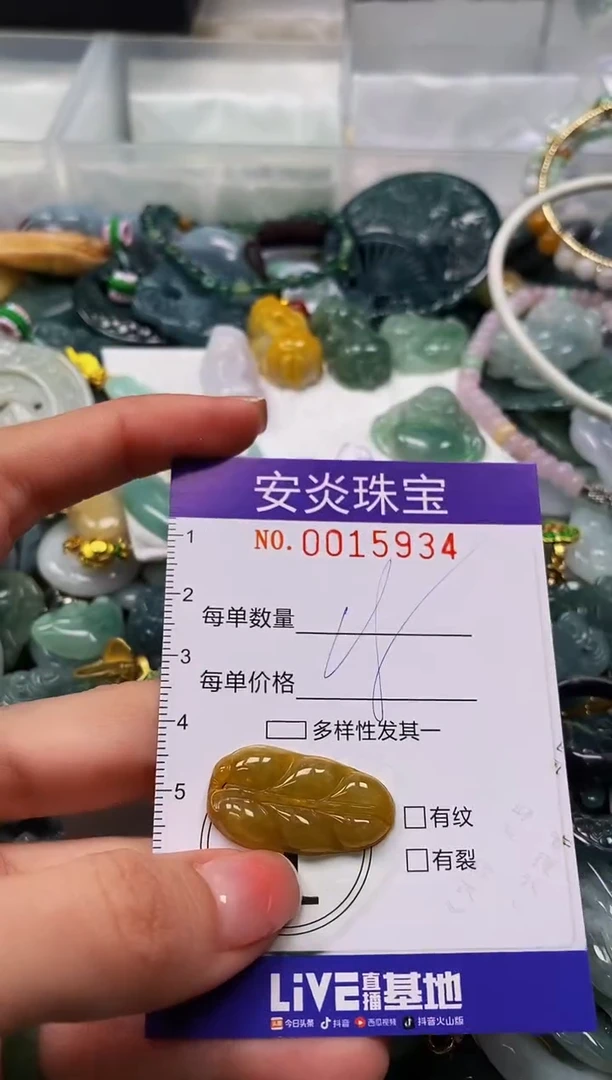 安炎珠宝
NO. 0015934
1
2
每单数量
3
每单价格
4
多样性发其一
5
有纹
有裂
LiVE直播基地
今日头条 抖音 西瓜视频 抖音火山版